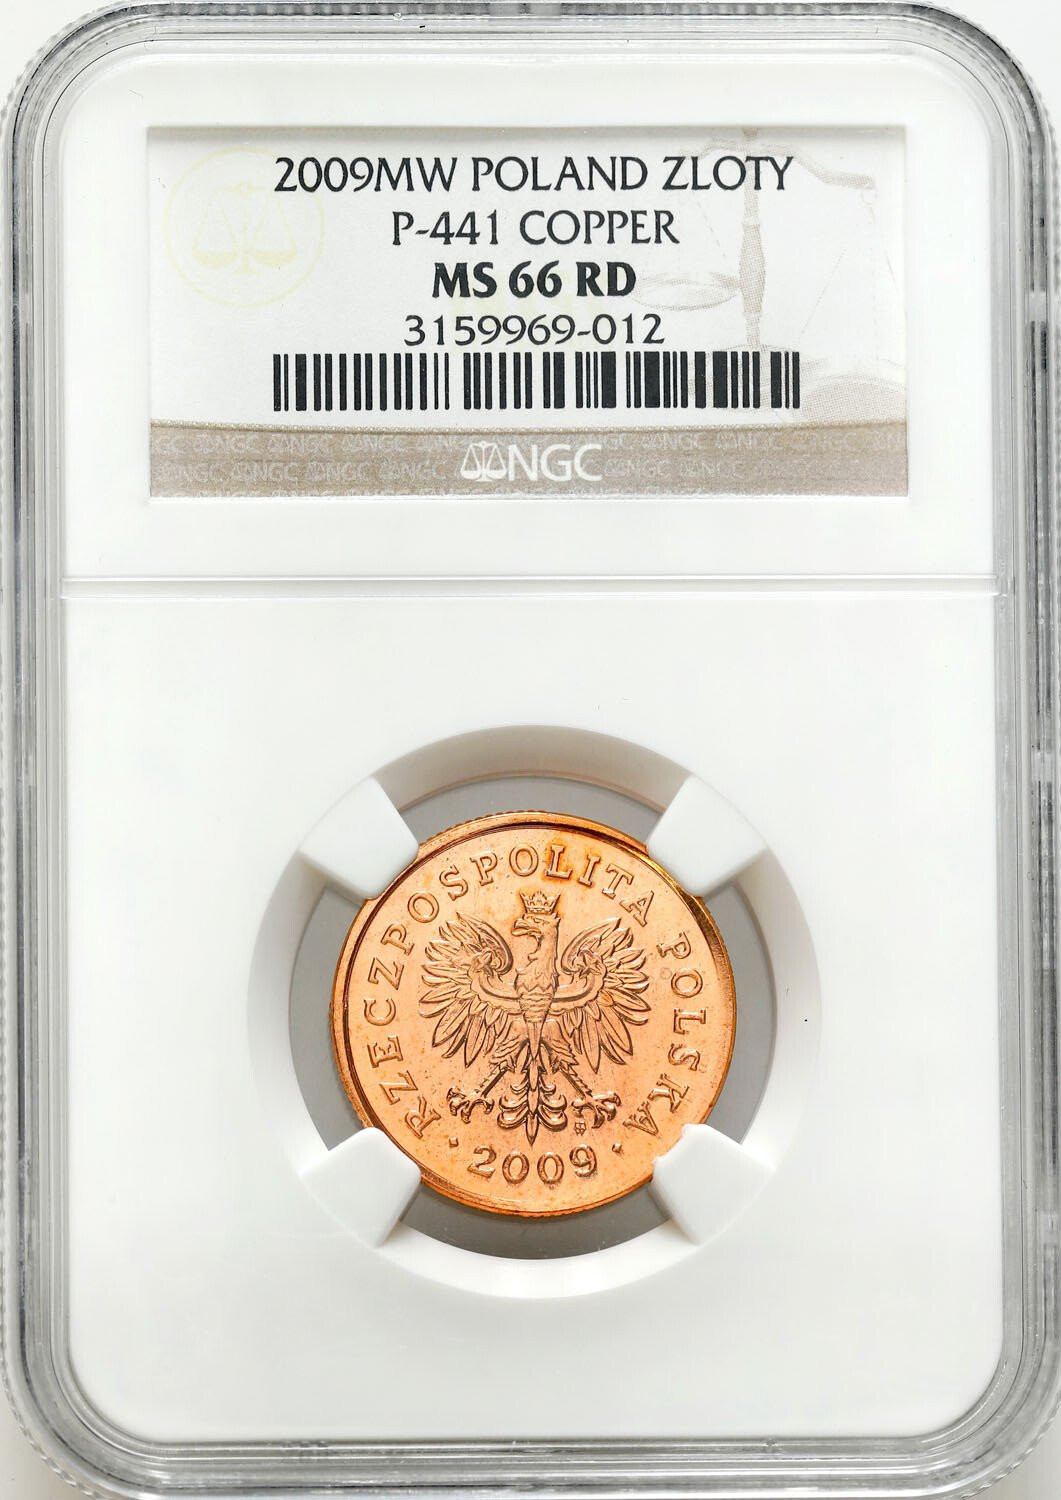 2009MW POLAND ZLOTY
P-441 COPPER
MS 66 RD
3159969-012
NGC
RZECZPOSPOLITA POLSKA
· 2009 ·